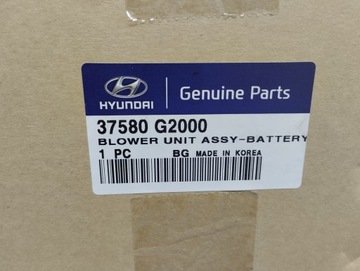 HYUNDAI
Genuine Parts
37580 G2000
BLOWER UNIT ASSY-BATTERY
1 PC BG MADE IN KOREA